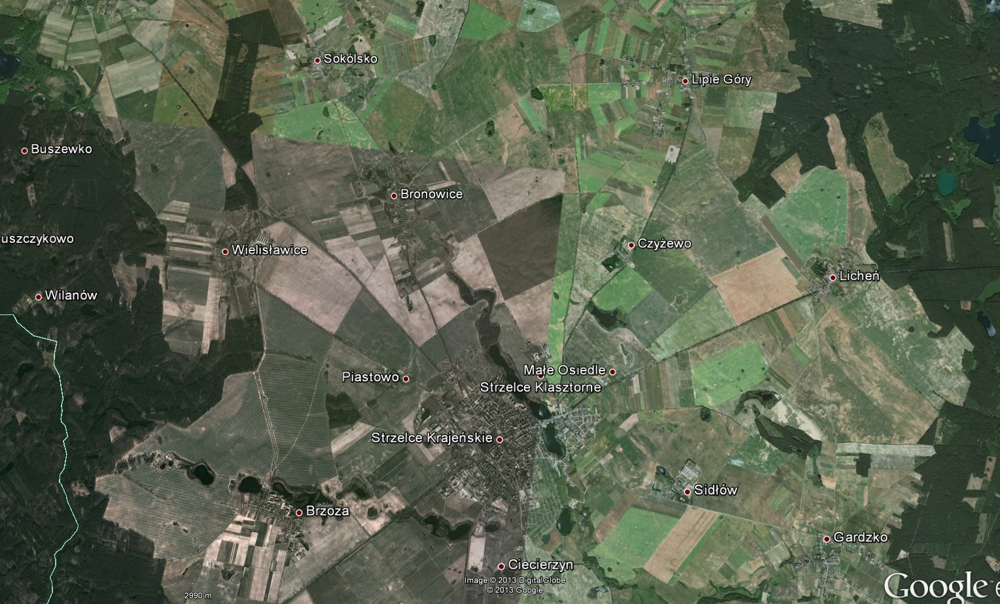 Sokólsko
Lipie Góry
Buszewko
Bronowice
uszczykowo
Czyżewo
Wielisławice
Licheń
Wilanów
Małe Osiedle
Piastowo
Strzelce Klasztorne
Strzelce Krajeńskie
Sidłów
Brzoza
Gardzko
Ciecierzyn
Image © 2013 DigitalGlobe
© 2013 Google
2990 m
Google e